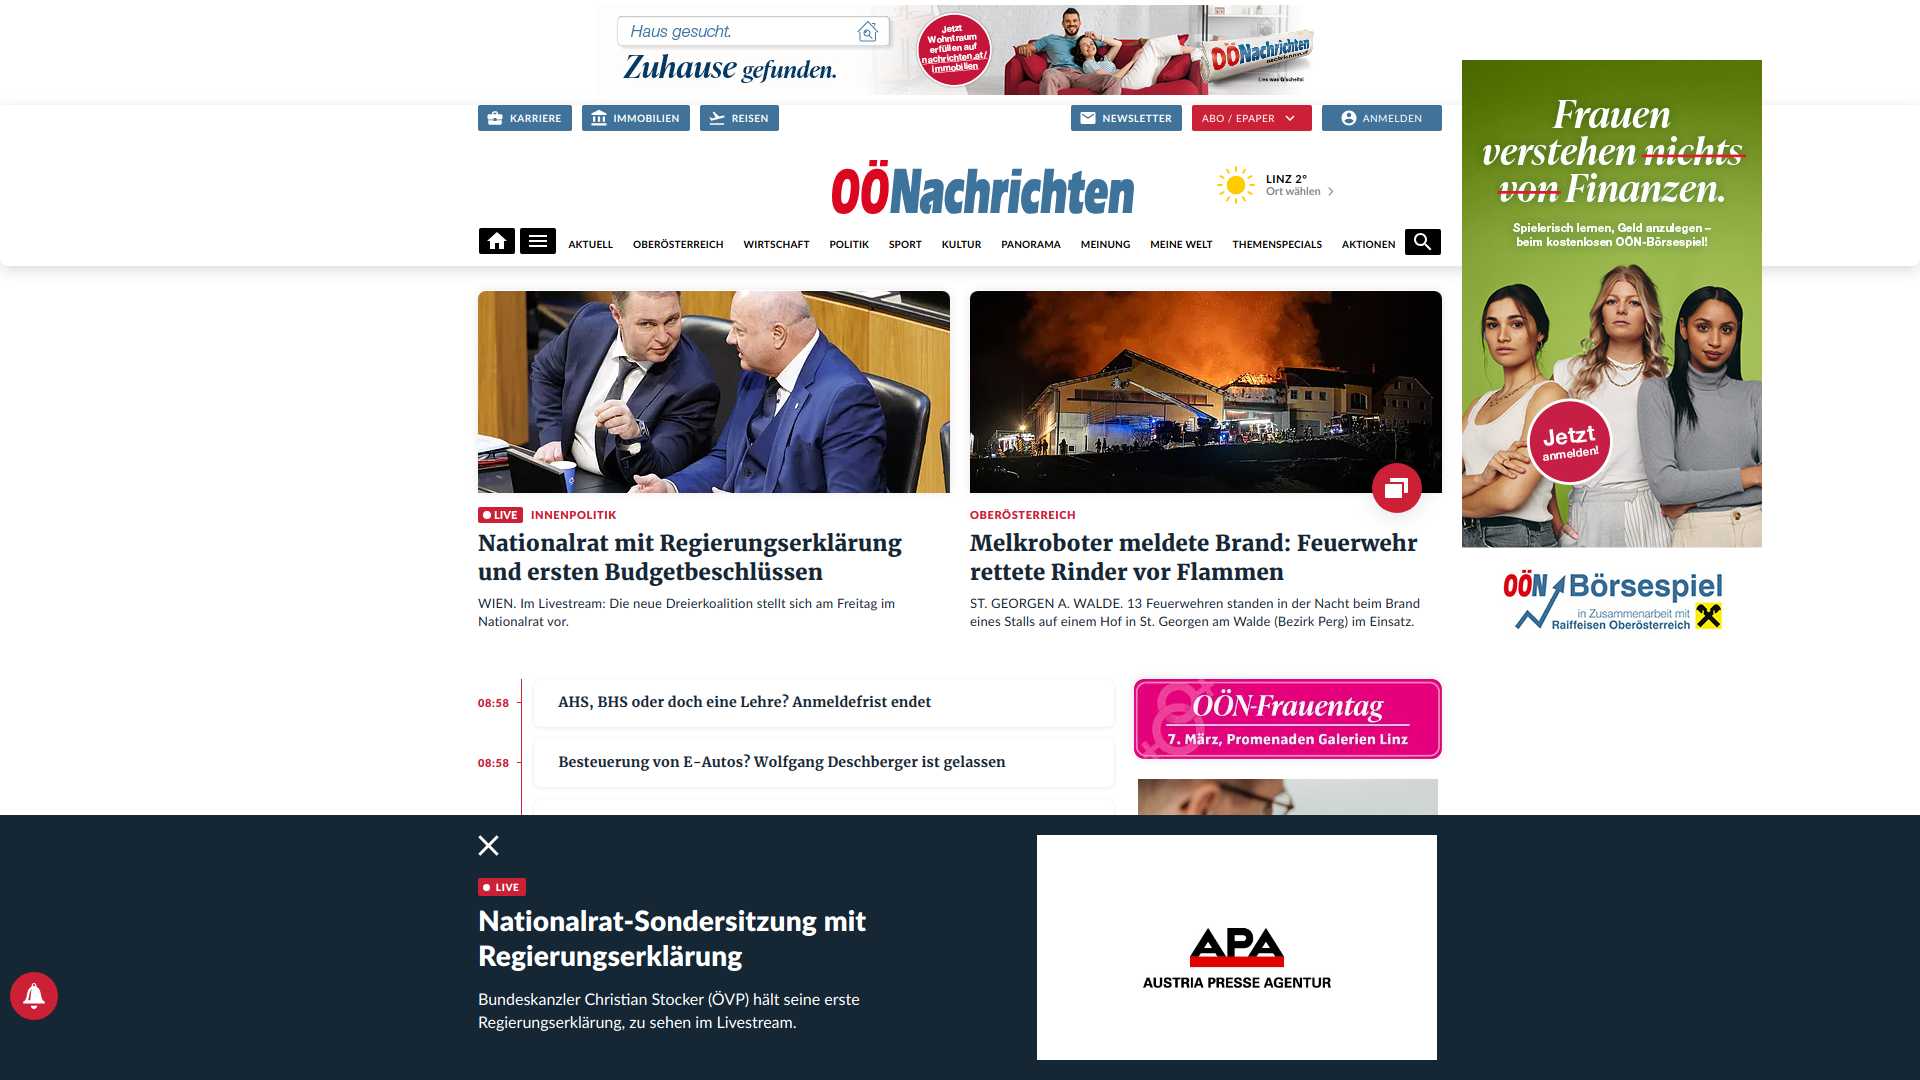 Haus gesucht.
Zuhause gefunden.
Jetzt
Wohntraum
erfüllen auf
nachrichten.at/
immobilien
OÖNachrichten
Lies was G'scheits!
KARRIERE
IMMOBILIEN
REISEN
NEWSLETTER
ABO / EPAPER
ANMELDEN
OÖNachrichten
LINZ 2°
Ort wählen
AKTUELL
OBERÖSTERREICH
WIRTSCHAFT
POLITIK
SPORT
KULTUR
PANORAMA
MEINUNG
MEINE WELT
THEMENSPECIALS
AKTIONEN
Frauen
verstehen nichts
von Finanzen.
Spielerisch lernen, Geld anzulegen –
beim kostenlosen OÖN-Börsespiel!
Jetzt
anmelden!
OÖN Börsespiel
in Zusammenarbeit mit
Raiffeisen Oberösterreich
LIVE INNENPOLITIK
Nationalrat mit Regierungserklärung
und ersten Budgetbeschlüssen
WIEN. Im Livestream: Die neue Dreierkoalition stellt sich am Freitag im
Nationalrat vor.
OBERÖSTERREICH
Melkroboter meldete Brand: Feuerwehr
rettete Rinder vor Flammen
ST. GEORGEN A. WALDE. 13 Feuerwehren standen in der Nacht beim Brand
eines Stalls auf einem Hof in St. Georgen am Walde (Bezirk Perg) im Einsatz.
08:58 AHS, BHS oder doch eine Lehre? Anmeldefrist endet
08:58 Besteuerung von E-Autos? Wolfgang Deschberger ist gelassen
OÖN-Frauentag
7. März, Promenaden Galerien Linz
LIVE
Nationalrat-Sondersitzung mit
Regierungserklärung
Bundeskanzler Christian Stocker (ÖVP) hält seine erste
Regierungserklärung, zu sehen im Livestream.
APA
AUSTRIA PRESSE AGENTUR